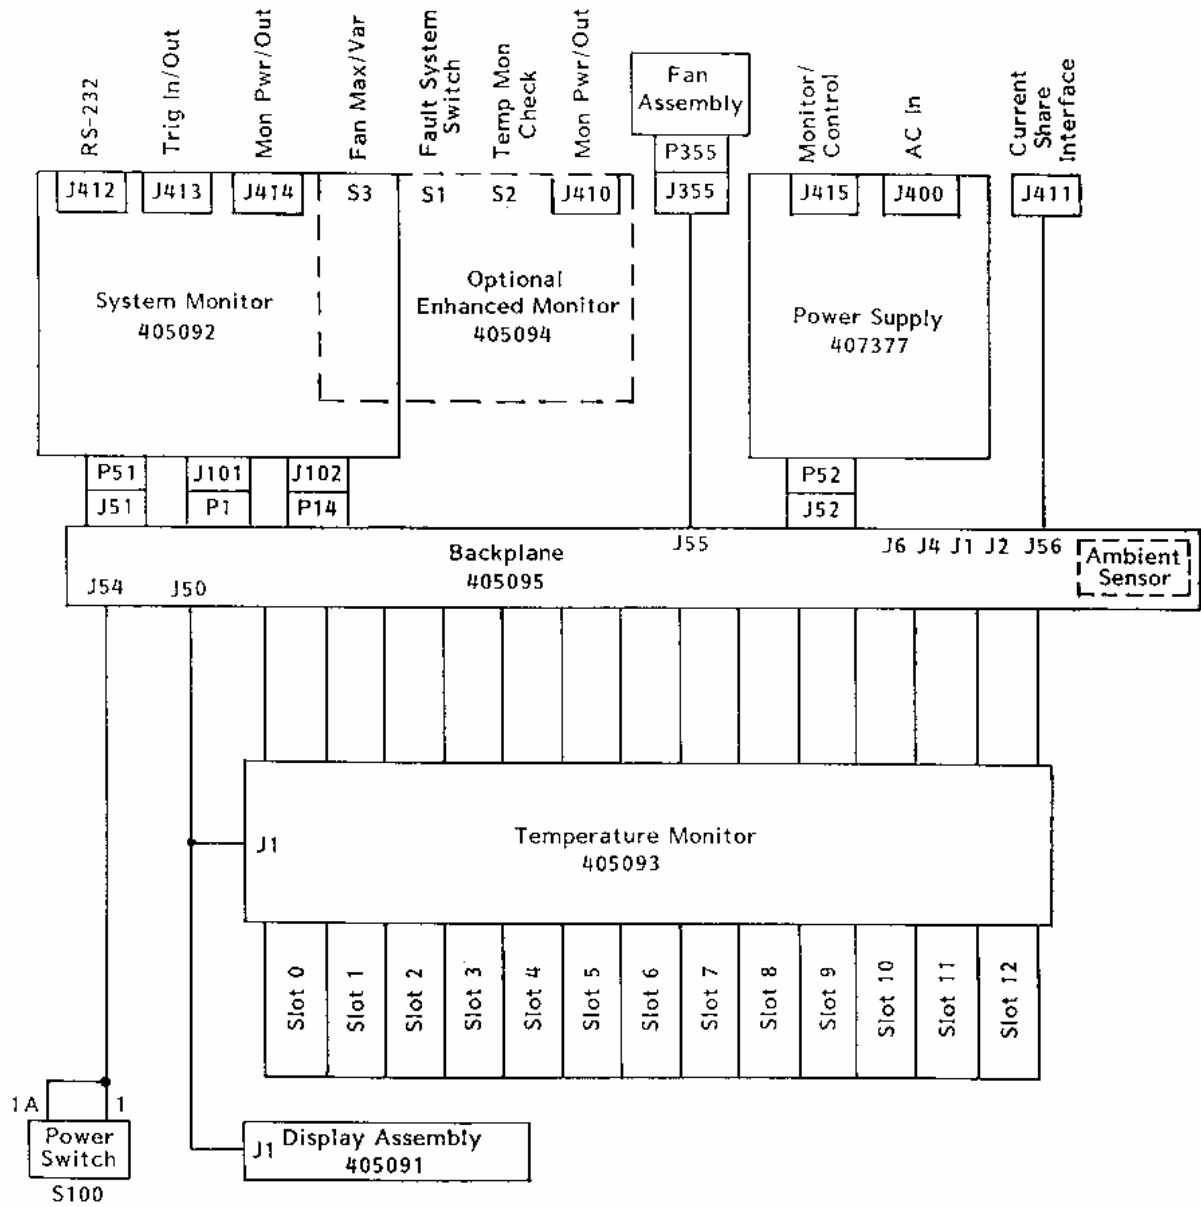 RS-232
Trig In/Out
Mon Pwr/Out
Fan Max/Var
Fault System
Switch
Temp Mon
Check
Mon Pwr/Out
Fan
Assembly
Monitor/
Control
AC In
Current
Share
Interface
P355
J412
J413
J414
S3
S1
S2
J410
J355
J415
J400
J411
System Monitor
405092
Optional
Enhanced Monitor
405094
Power Supply
407377
P51
J101
J102
P52
J51
P1
P14
J52
J54
J50
Backplane
405095
J55
J6
J4
J1
J2
J56
Ambient
Sensor
J1
Temperature Monitor
405093
Slot 0
Slot 1
Slot 2
Slot 3
Slot 4
Slot 5
Slot 6
Slot 7
Slot 8
Slot 9
Slot 10
Slot 11
Slot 12
1A
1
Power
Switch
S100
J1
Display Assembly
405091